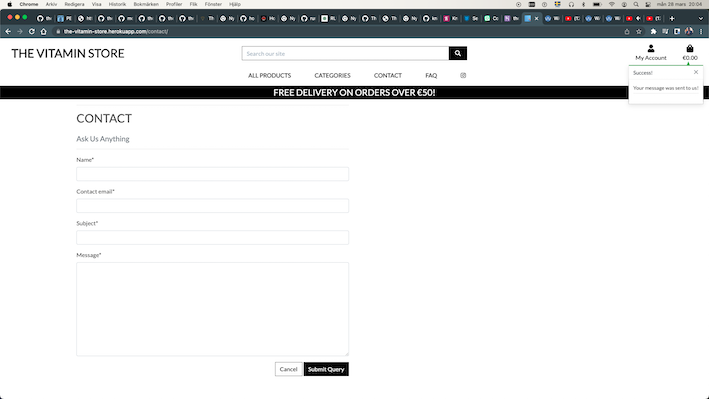 Chrome Arkiv Redigera Visa Historik Bokmärken Profiler Flik Fönster Hjälp mån 28 mars 20:04
the-vitamin-store.herokuapp.com/contact/
THE VITAMIN STORE
Search our site
My Account
€0.00
ALL PRODUCTS CATEGORIES CONTACT FAQ
Success!
Your message was sent to us!
FREE DELIVERY ON ORDERS OVER €50!
CONTACT
Ask Us Anything
Name*
Contact email*
Subject*
Message*
Cancel Submit Query